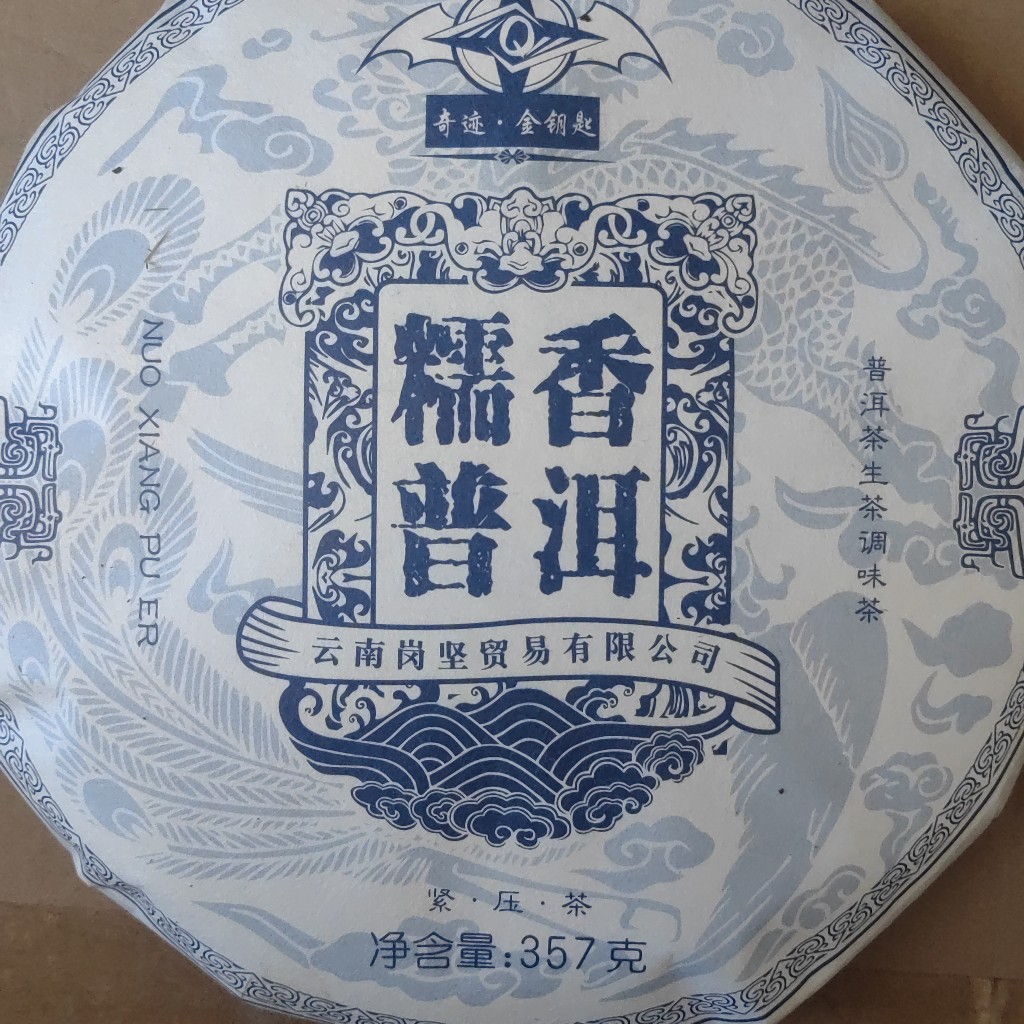 Q
奇迹·金钥匙
糯香
普洱
云南岗坚贸易有限公司
NUO XIANG PU ER
普洱茶生茶调味茶
紧·压·茶
净含量:357克